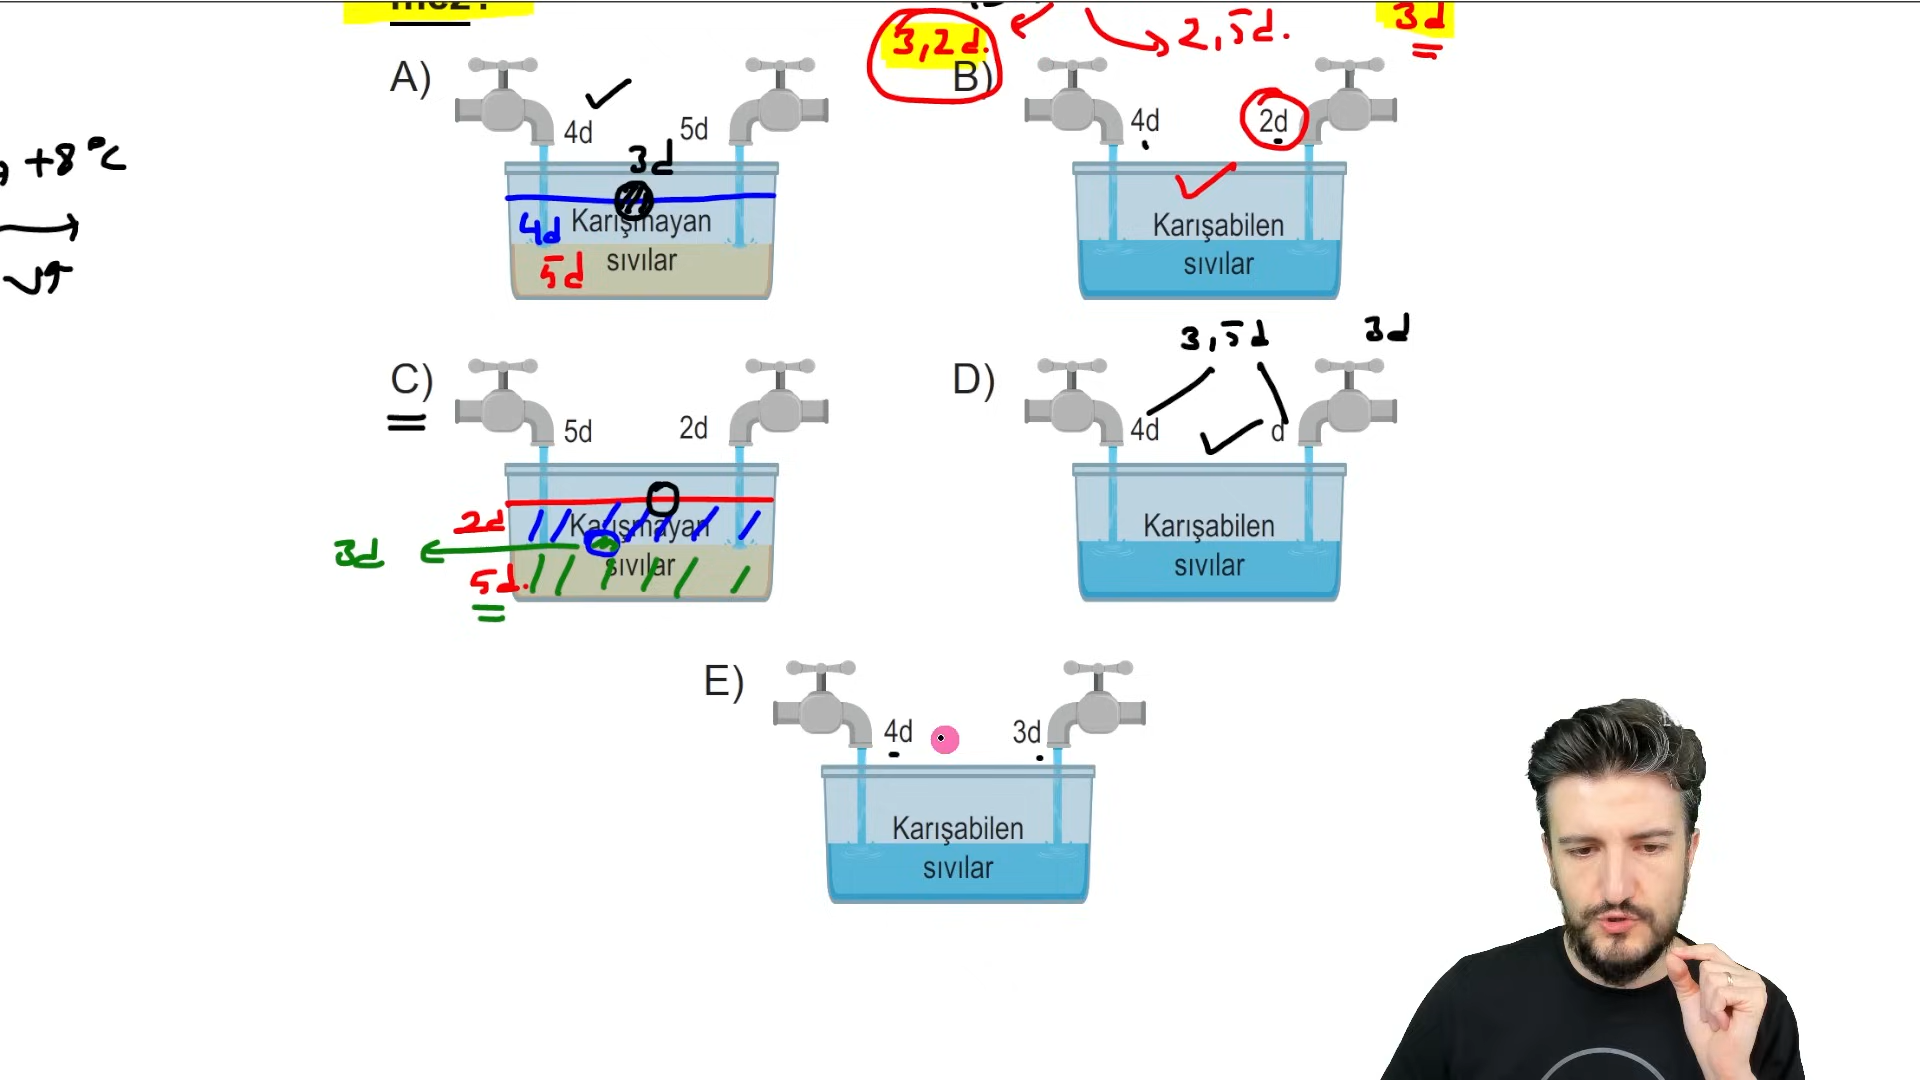 3,2d.
2,5d.
3d
+8°C
A)
4d
5d
3d
Karışmayan
sıvılar
4d
5d
B)
4d
2d
Karışabilen
sıvılar
C)
5d
2d
Karışmayan
sıvılar
2d
3d
5d.
D)
3,5d
3d
4d
d
Karışabilen
sıvılar
E)
4d
3d
Karışabilen
sıvılar